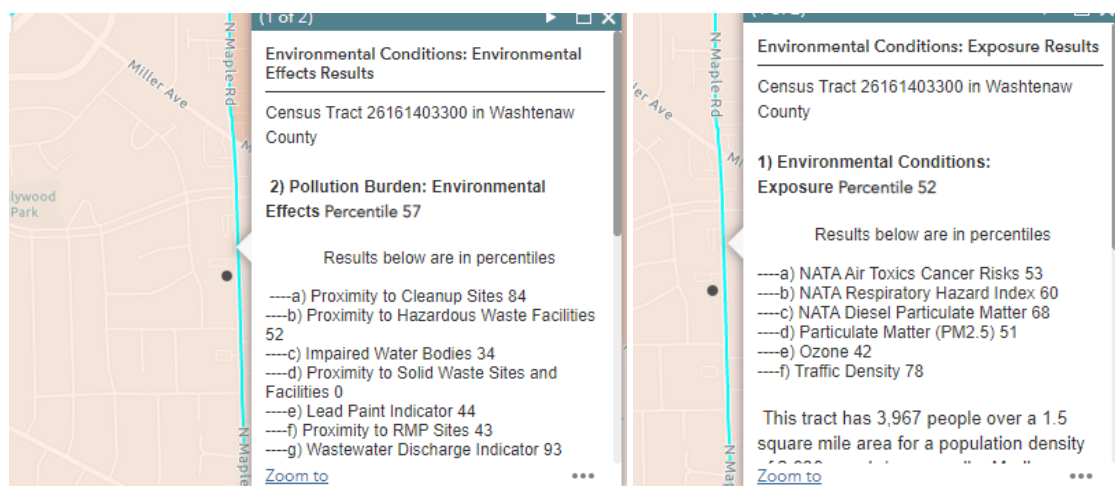 (1 of 2)
Environmental Conditions: Environmental
Effects Results
Census Tract 26161403300 in Washtenaw
County
2) Pollution Burden: Environmental
Effects Percentile 57
Results below are in percentiles
----a) Proximity to Cleanup Sites 84
----b) Proximity to Hazardous Waste Facilities
52
----c) Impaired Water Bodies 34
----d) Proximity to Solid Waste Sites and
Facilities 0
----e) Lead Paint Indicator 44
----f) Proximity to RMP Sites 43
----g) Wastewater Discharge Indicator 93
Zoom to
N Maple Rd
Miller Ave
lywood
Park
N Maple
Environmental Conditions: Exposure Results
Census Tract 26161403300 in Washtenaw
County
1) Environmental Conditions:
Exposure Percentile 52
Results below are in percentiles
----a) NATA Air Toxics Cancer Risks 53
----b) NATA Respiratory Hazard Index 60
----c) NATA Diesel Particulate Matter 68
----d) Particulate Matter (PM2.5) 51
----e) Ozone 42
----f) Traffic Density 78
This tract has 3,967 people over a 1.5
square mile area for a population density
Zoom to
N Maple Rd
er Ave
N Ma